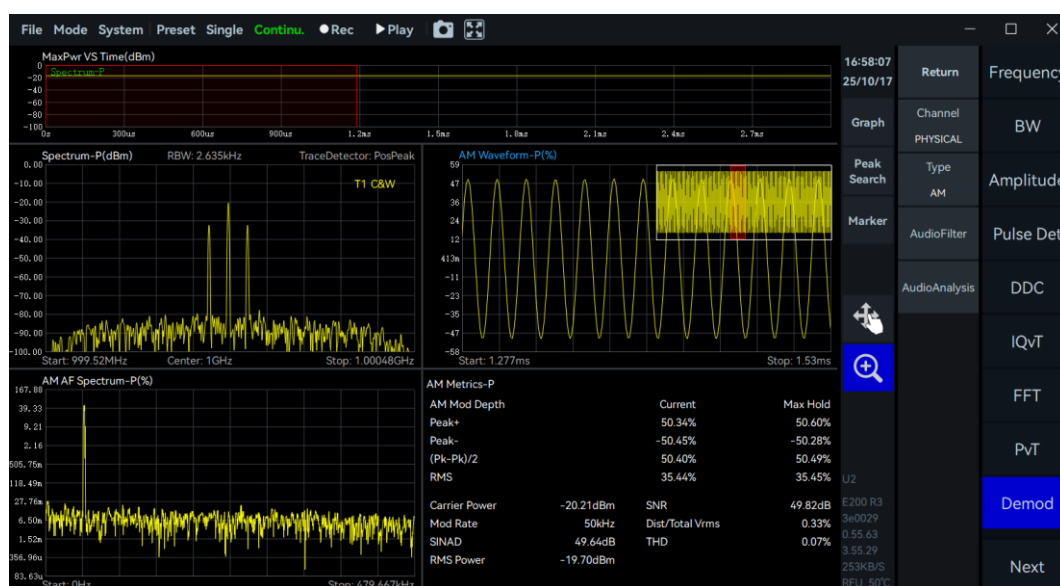 File Mode System Preset Single Continu. Rec Play
MaxPwr VS Time(dBm)
Spectrum-P
0
-20
-40
-60
-80
-100
0s 300us 600us 900us 1.2ms 1.5ms 1.8ms 2.1ms 2.4ms 2.7ms
Spectrum-P(dBm) RBW: 2.635kHz TraceDetector: PosPeak
T1 C&W
0.00
-10.00
-20.00
-30.00
-40.00
-50.00
-60.00
-70.00
-80.00
-90.00
-100.00
Start: 999.52MHz Center: 1GHz Stop: 1.00048GHz
AM Waveform-P(%)
59
47
36
24
12
413m
-11
-23
-35
-47
-58
Start: 1.277ms Stop: 1.53ms
AM AF Spectrum-P(%)
167.88
39.33
9.21
2.16
505.75m
118.49m
27.76m
6.50m
1.52m
356.96u
83.63u
Start: 0Hz Stop: 479.667kHz
AM Metrics-P
AM Mod Depth Current Max Hold
Peak+ 50.34% 50.60%
Peak- -50.45% -50.28%
(Pk-Pk)/2 50.40% 50.49%
RMS 35.44% 35.45%
Carrier Power -20.21dBm SNR 49.82dB
Mod Rate 50kHz Dist/Total Vrms 0.33%
SINAD 49.64dB THD 0.07%
RMS Power -19.70dBm
16:58:07
25/10/17
Graph
Peak
Search
Marker
U2
E200 R3
3e0029
0.55.63
3.55.29
253KB/S
RFU 50°C
Return
Channel
PHYSICAL
Type
AM
AudioFilter
AudioAnalysis
Frequency
BW
Amplitude
Pulse Det
DDC
IQvT
FFT
PvT
Demod
Next